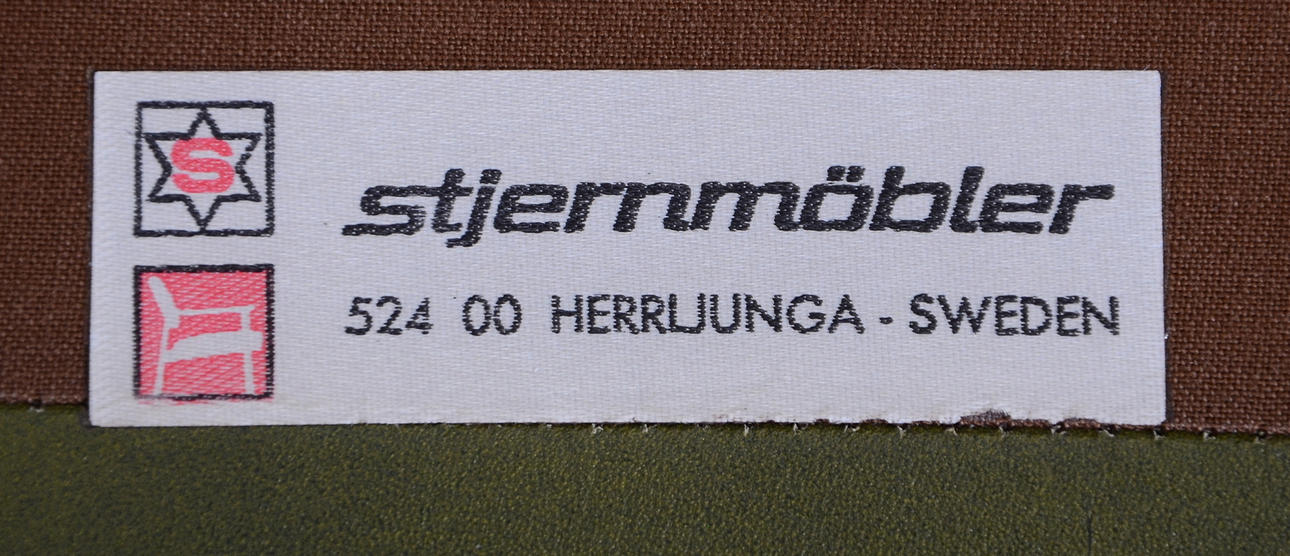 S
stjernmöbler
524 00 HERRLJUNGA - SWEDEN